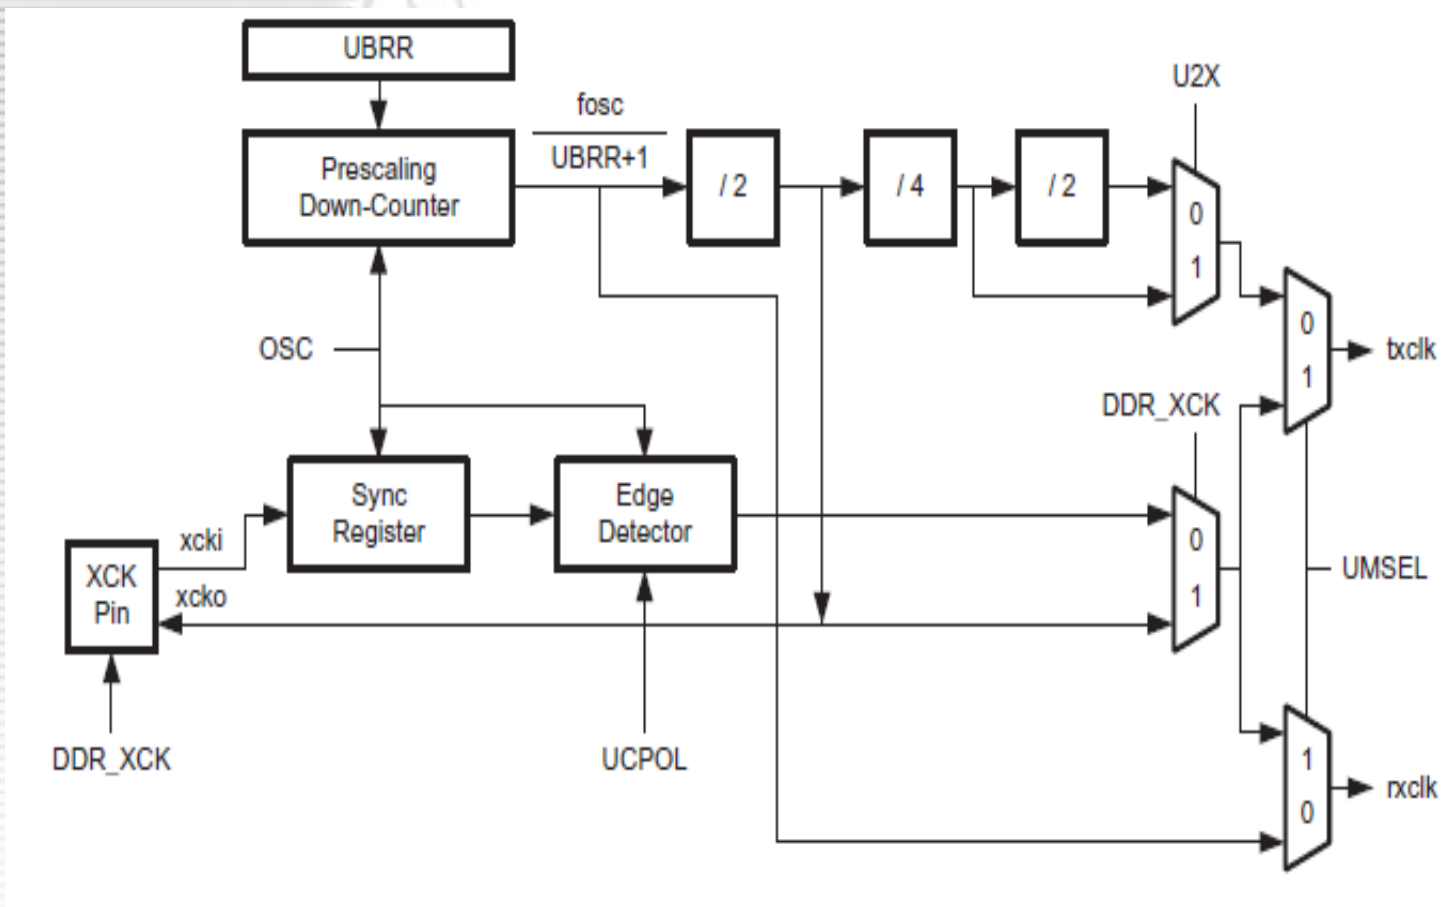 UBRR
U2X
fosc
UBRR+1
Prescaling
Down-Counter
/ 2
/ 4
/ 2
0
1
OSC
0
1
txclk
DDR_XCK
Sync
Register
Edge
Detector
xcki
XCK
Pin
xcko
0
1
UMSEL
DDR_XCK
UCPOL
1
0
rxclk